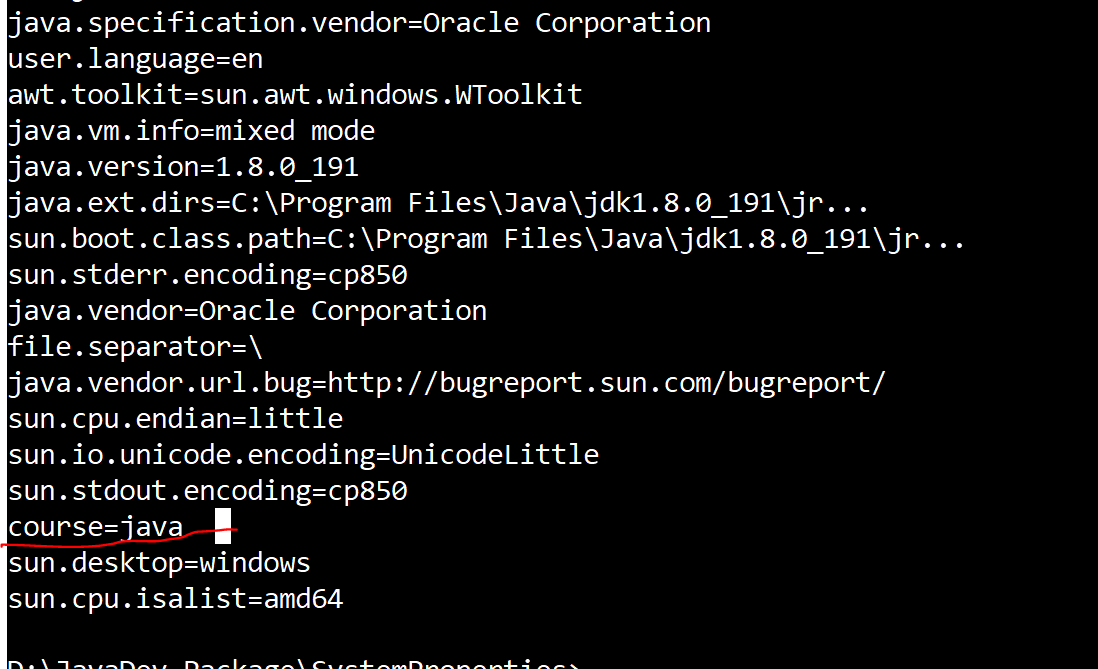 java.specification.vendor=Oracle Corporation
user.language=en
awt.toolkit=sun.awt.windows.WToolkit
java.vm.info=mixed mode
java.version=1.8.0_191
java.ext.dirs=C:\Program Files\Java\jdk1.8.0_191\jr...
sun.boot.class.path=C:\Program Files\Java\jdk1.8.0_191\jr...
sun.stderr.encoding=cp850
java.vendor=Oracle Corporation
file.separator=\
java.vendor.url.bug=http://bugreport.sun.com/bugreport/
sun.cpu.endian=little
sun.io.unicode.encoding=UnicodeLittle
sun.stdout.encoding=cp850
course=java
sun.desktop=windows
sun.cpu.isalist=amd64
D:\JavaDev Package\SystemProperties>